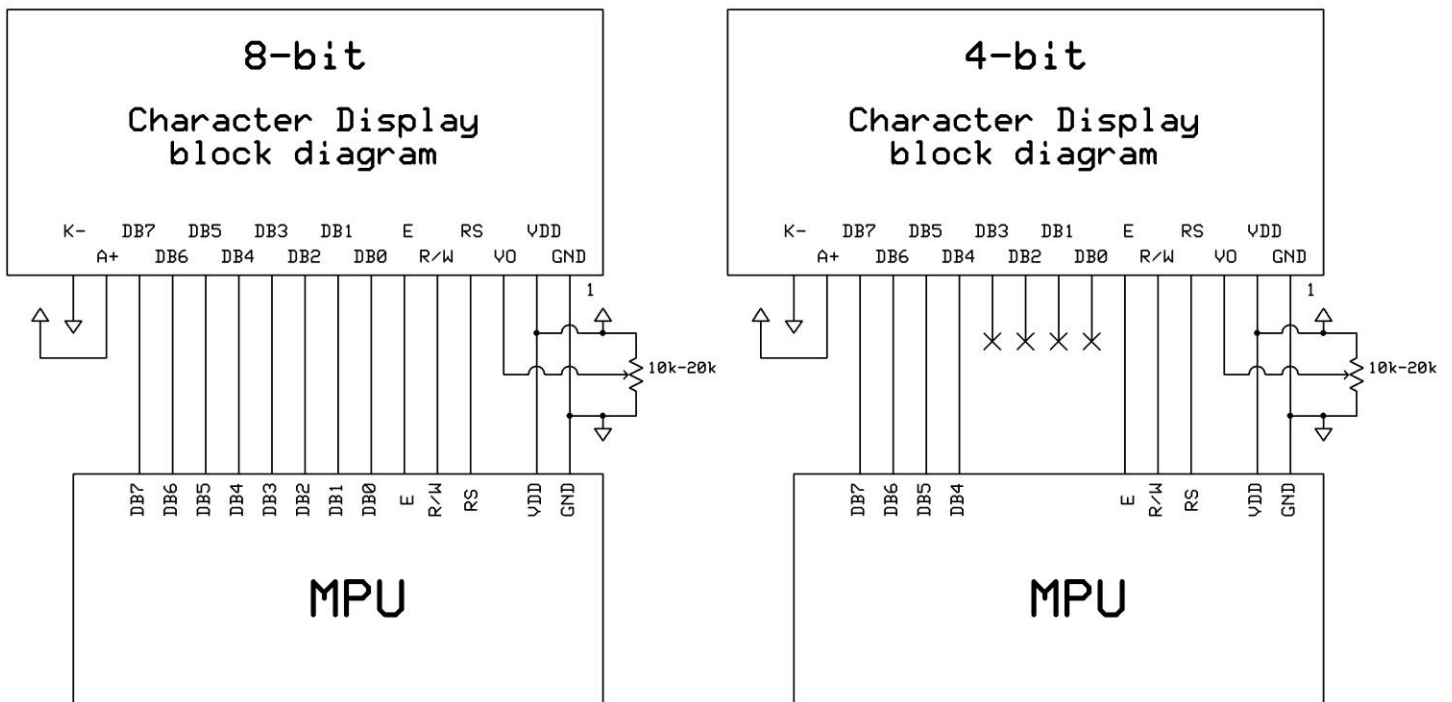 8-bit
Character Display
block diagram
K- DB7 DB5 DB3 DB1 E RS VDD
A+ DB6 DB4 DB2 DB0 R/W VO GND
1
10k-20k
DB7 DB6 DB5 DB4 DB3 DB2 DB1 DB0 E R/W RS VDD GND
MPU
4-bit
Character Display
block diagram
K- DB7 DB5 DB3 DB1 E RS VDD
A+ DB6 DB4 DB2 DB0 R/W VO GND
1
10k-20k
DB7 DB6 DB5 DB4 E R/W RS VDD GND
MPU